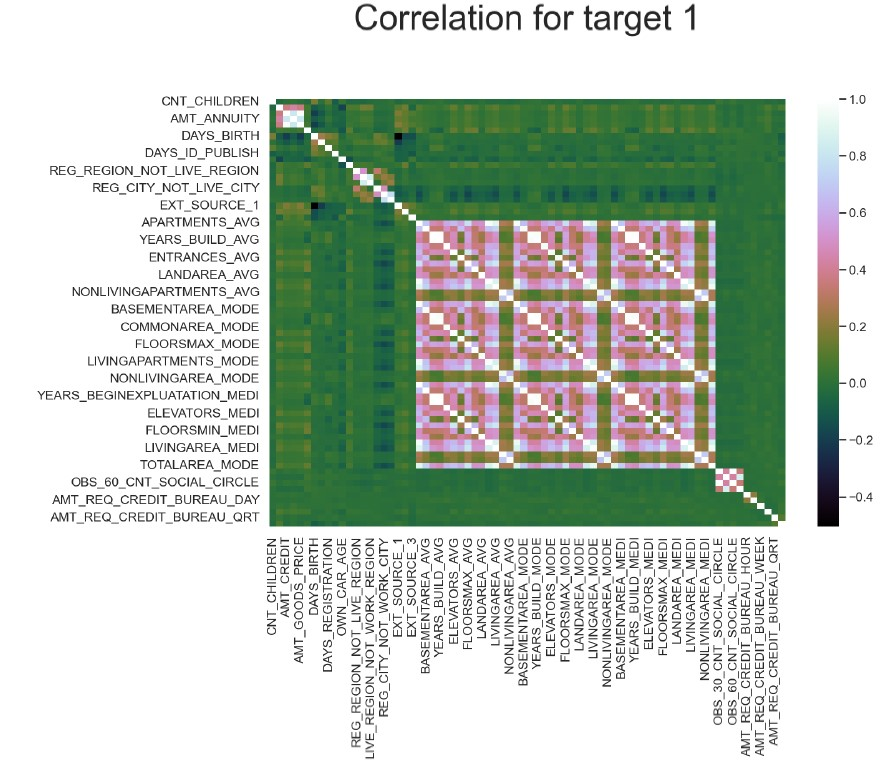 Correlation for target 1
CNT_CHILDREN
AMT_ANNUITY
DAYS_BIRTH
DAYS_ID_PUBLISH
REG_REGION_NOT_LIVE_REGION
REG_CITY_NOT_LIVE_CITY
EXT_SOURCE_1
APARTMENTS_AVG
YEARS_BUILD_AVG
ENTRANCES_AVG
LANDAREA_AVG
NONLIVINGAPARTMENTS_AVG
BASEMENTAREA_MODE
COMMONAREA_MODE
FLOORSMAX_MODE
LIVINGAPARTMENTS_MODE
NONLIVINGAREA_MODE
YEARS_BEGINEXPLUATATION_MEDI
ELEVATORS_MEDI
FLOORSMIN_MEDI
LIVINGAREA_MEDI
TOTALAREA_MODE
OBS_60_CNT_SOCIAL_CIRCLE
AMT_REQ_CREDIT_BUREAU_DAY
AMT_REQ_CREDIT_BUREAU_QRT
1.0
0.8
0.6
0.4
0.2
0.0
−0.2
−0.4
CNT_CHILDREN
AMT_CREDIT
AMT_GOODS_PRICE
DAYS_BIRTH
DAYS_REGISTRATION
OWN_CAR_AGE
REG_REGION_NOT_LIVE_REGION
LIVE_REGION_NOT_WORK_REGION
REG_CITY_NOT_WORK_CITY
EXT_SOURCE_1
EXT_SOURCE_3
BASEMENTAREA_AVG
YEARS_BUILD_AVG
ELEVATORS_AVG
FLOORSMAX_AVG
LANDAREA_AVG
LIVINGAREA_AVG
NONLIVINGAREA_AVG
BASEMENTAREA_MODE
YEARS_BUILD_MODE
ELEVATORS_MODE
FLOORSMAX_MODE
LANDAREA_MODE
LIVINGAREA_MODE
NONLIVINGAREA_MODE
BASEMENTAREA_MEDI
YEARS_BUILD_MEDI
ELEVATORS_MEDI
FLOORSMAX_MEDI
LANDAREA_MEDI
LIVINGAREA_MEDI
NONLIVINGAREA_MEDI
OBS_30_CNT_SOCIAL_CIRCLE
OBS_60_CNT_SOCIAL_CIRCLE
AMT_REQ_CREDIT_BUREAU_HOUR
AMT_REQ_CREDIT_BUREAU_WEEK
AMT_REQ_CREDIT_BUREAU_QRT